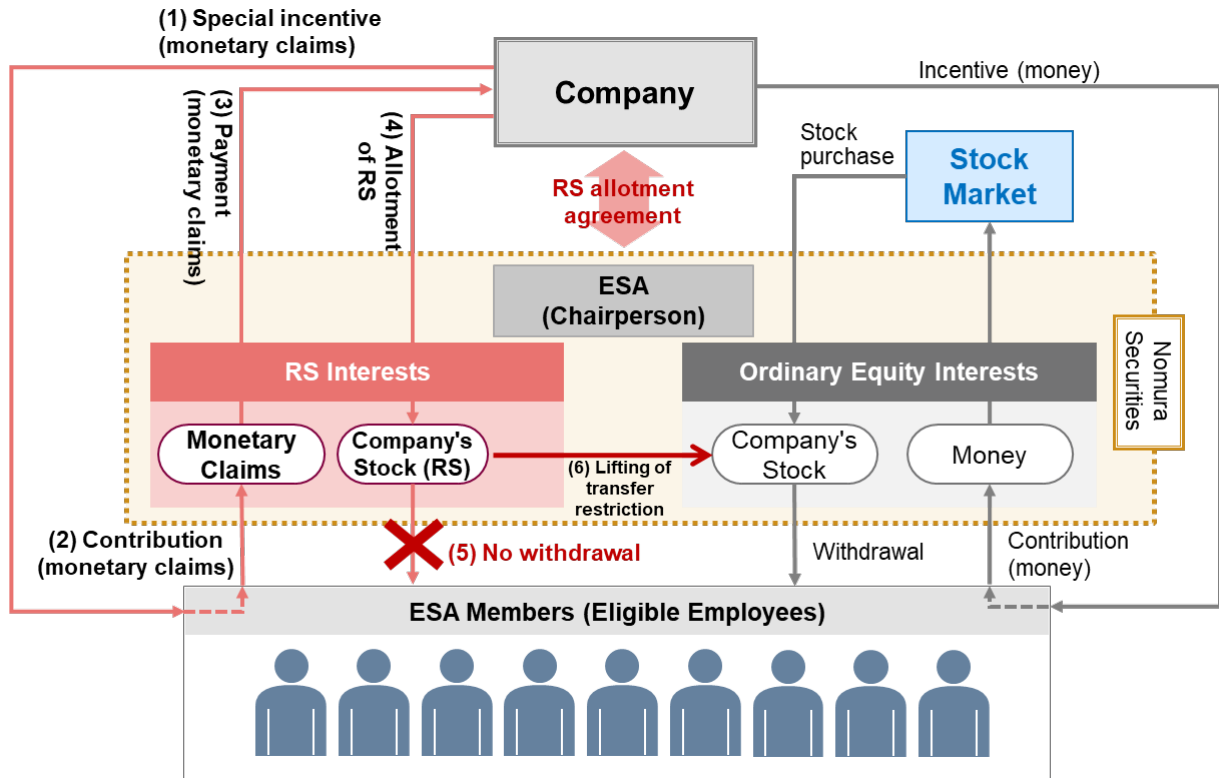 (1) Special incentive
(monetary claims)
Company
Incentive (money)
(3) Payment
(monetary claims)
(4) Allotment
of RS
RS allotment
agreement
Stock
purchase
Stock
Market
ESA
(Chairperson)
Nomura
Securities
RS Interests
Ordinary Equity Interests
Monetary
Claims
Company's
Stock (RS)
(6) Lifting of
transfer
restriction
Company's
Stock
Money
(2) Contribution
(monetary claims)
(5) No withdrawal
Withdrawal
Contribution
(money)
ESA Members (Eligible Employees)